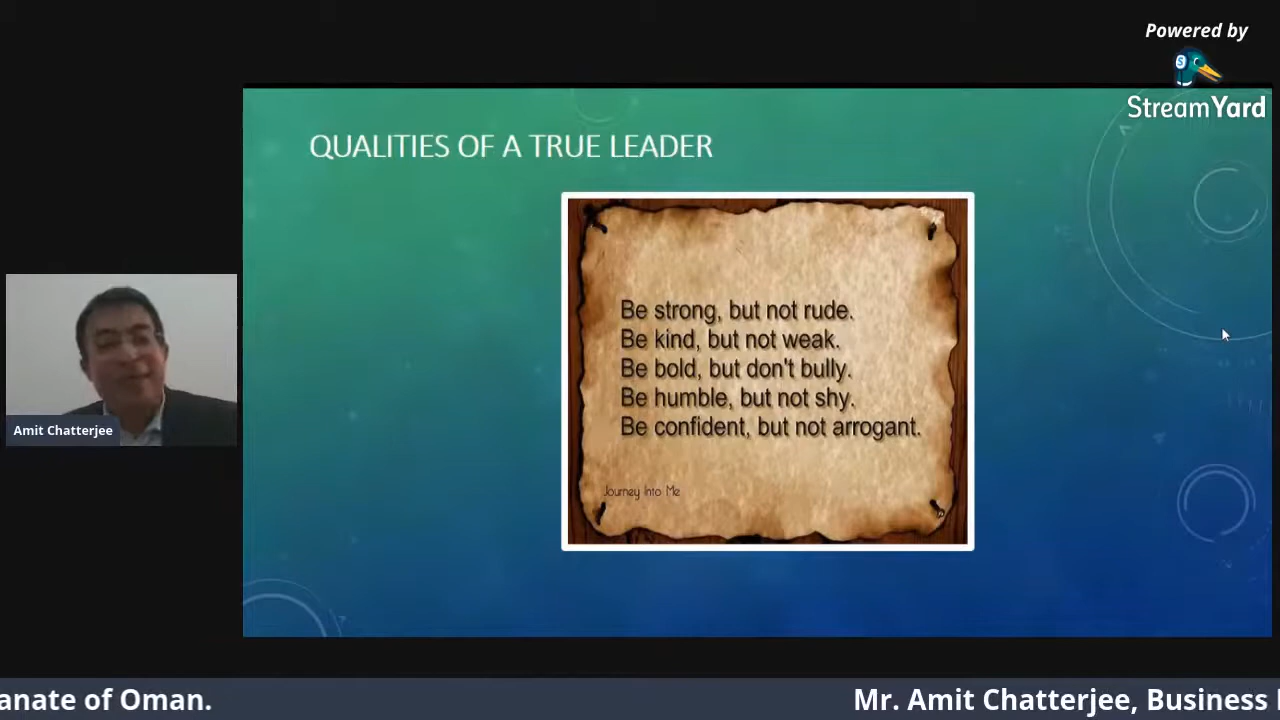 Powered by
StreamYard
QUALITIES OF A TRUE LEADER
Be strong, but not rude.
Be kind, but not weak.
Be bold, but don't bully.
Be humble, but not shy.
Be confident, but not arrogant.
Journey Into Me
Amit Chatterjee
anate of Oman.
Mr. Amit Chatterjee, Business